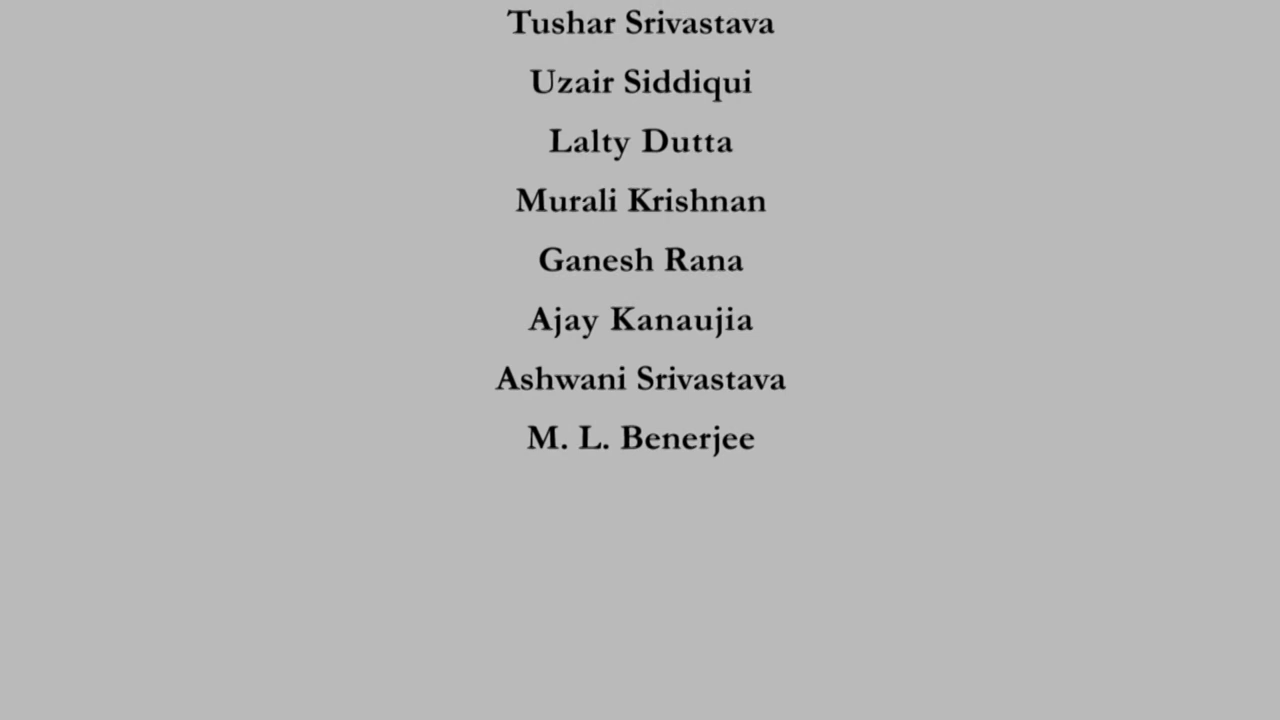 Tushar Srivastava
Uzair Siddiqui
Lalty Dutta
Murali Krishnan
Ganesh Rana
Ajay Kanaujia
Ashwani Srivastava
M. L. Benerjee